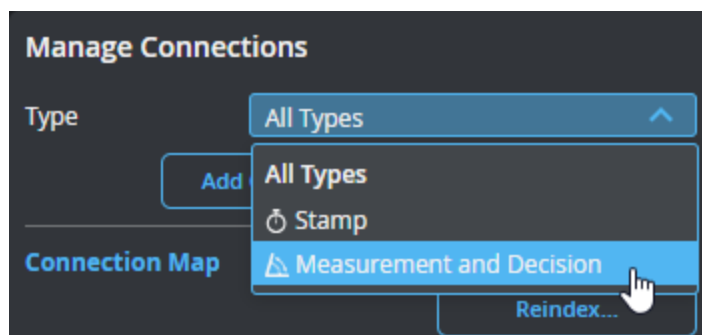 Manage Connections
Type
All Types
Add
All Types
Stamp
Connection Map
Measurement and Decision
Reindex...